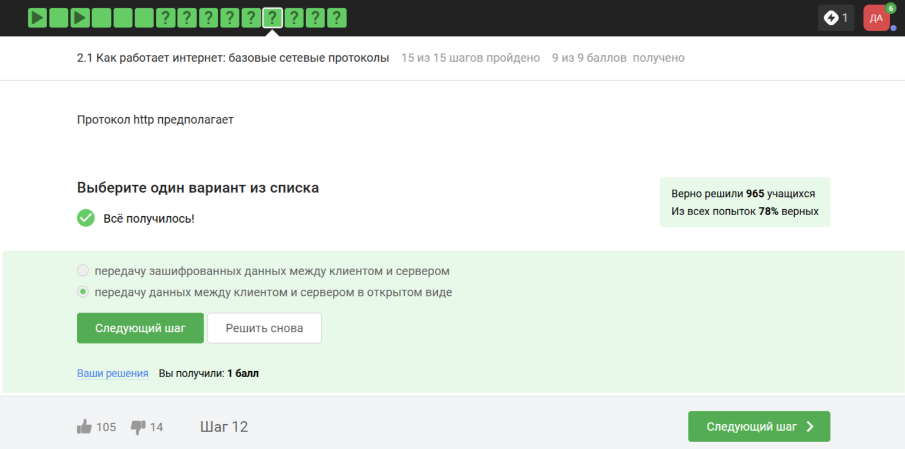 ? ? ? ? ? ? ? ? ?
1
ДА
6
2.1 Как работает интернет: базовые сетевые протоколы 15 из 15 шагов пройдено 9 из 9 баллов получено
Протокол http предполагает
Выберите один вариант из списка
Всё получилось!
Верно решили 965 учащихся
Из всех попыток 78% верных
передачу зашифрованных данных между клиентом и сервером
передачу данных между клиентом и сервером в открытом виде
Следующий шаг Решить снова
Ваши решения Вы получили: 1 балл
105 14 Шаг 12 Следующий шаг